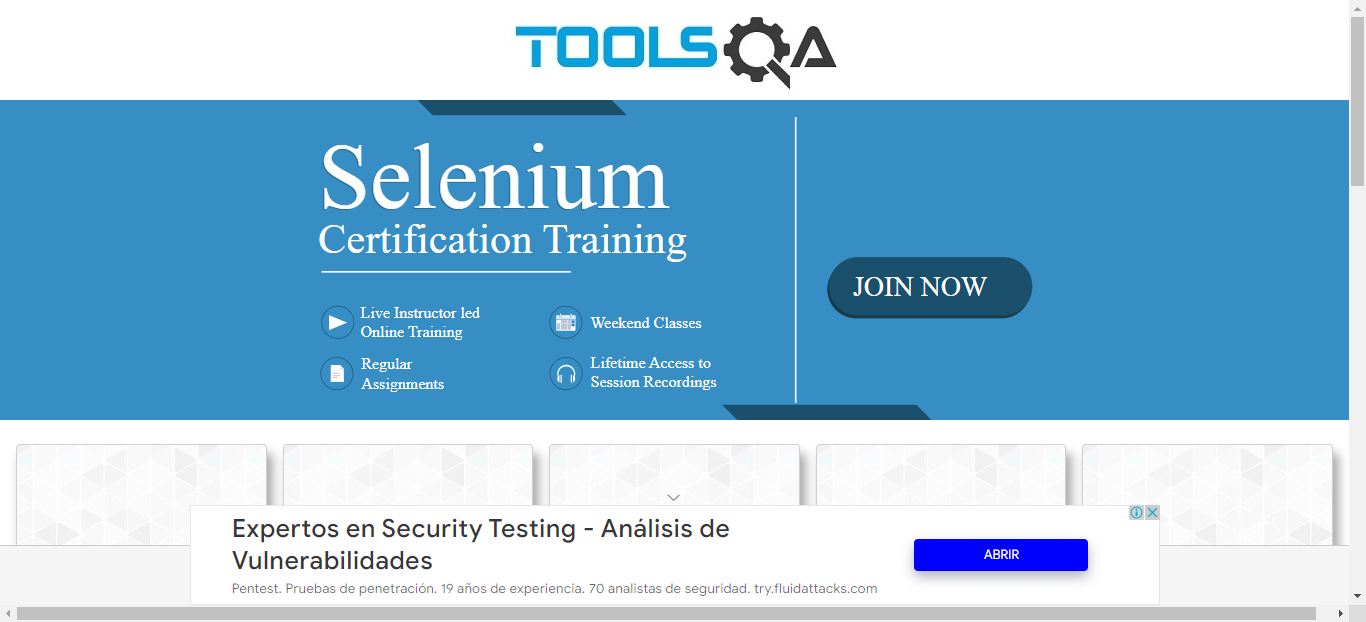 TOOLSQA
Selenium
Certification Training
Live Instructor led
Online Training
Weekend Classes
Regular
Assignments
Lifetime Access to
Session Recordings
JOIN NOW
Expertos en Security Testing - Análisis de
Vulnerabilidades
Pentest. Pruebas de penetración. 19 años de experiencia. 70 analistas de seguridad. try.fluidattacks.com
ABRIR